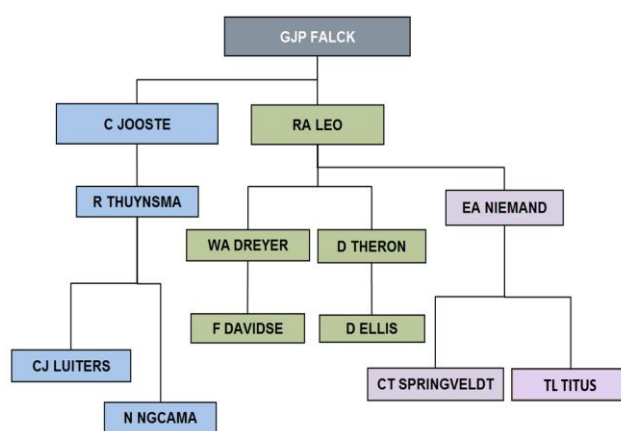 GJP FALCK
C JOOSTE
RA LEO
R THUYNSMA
EA NIEMAND
WA DREYER
D THERON
F DAVIDSE
D ELLIS
CJ LUITERS
CT SPRINGVELDT
TL TITUS
N NGCAMA